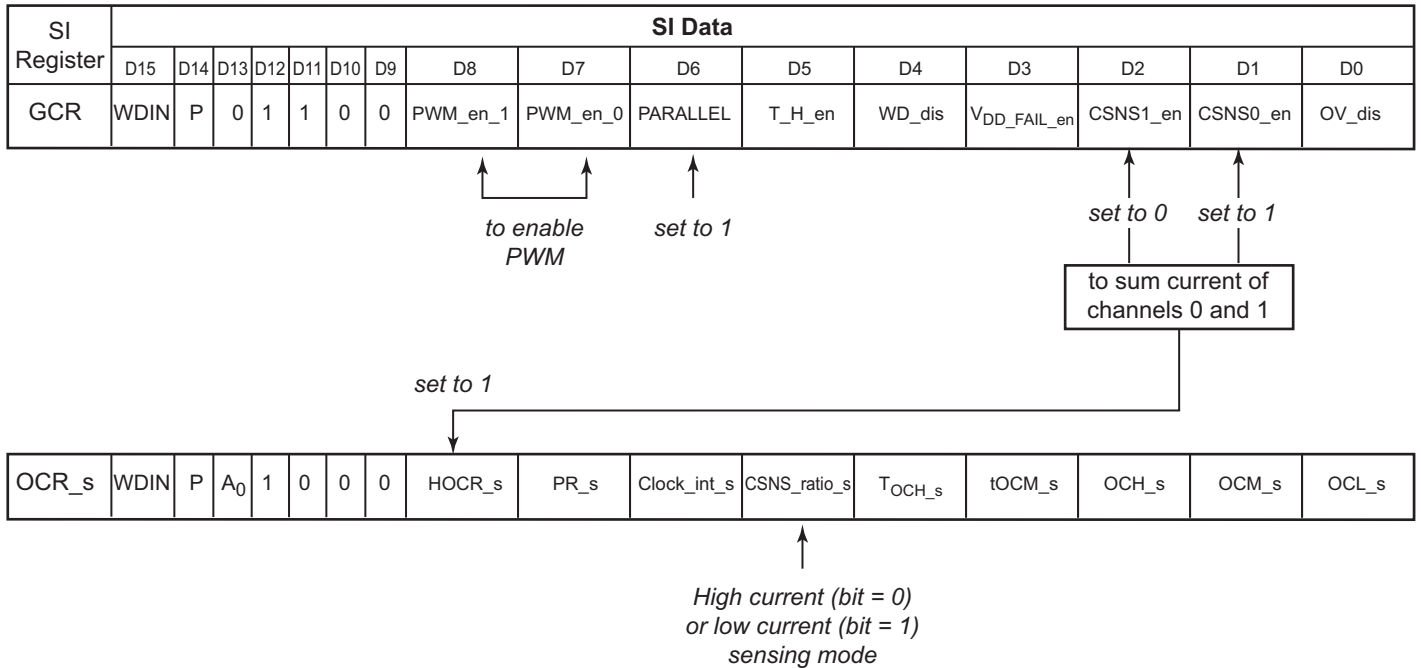 SI Register
SI Data
D15 D14 D13 D12 D11 D10 D9 D8 D7 D6 D5 D4 D3 D2 D1 D0
GCR WDIN P 0 1 1 0 0 PWM_en_1 PWM_en_0 PARALLEL T_H_en WD_dis VDD_FAIL_en CSNS1_en CSNS0_en OV_dis
to enable
PWM
set to 1
set to 0
set to 1
to sum current of
channels 0 and 1
set to 1
OCR_s WDIN P A0 1 0 0 0 HOCR_s PR_s Clock_int_s CSNS_ratio_s TOCH_s tOCM_s OCH_s OCM_s OCL_s
High current (bit = 0)
or low current (bit = 1)
sensing mode